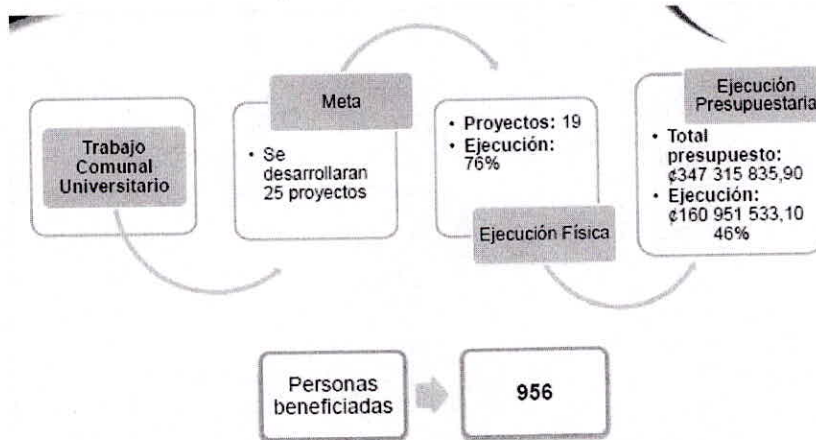 Trabajo
Comunal
Universitario
Meta
• Se
desarrollaran
25 proyectos
• Proyectos: 19
• Ejecución:
76%
Ejecución Física
Ejecución
Presupuestaria
• Total
presupuesto:
¢347 315 835,90
• Ejecución:
¢160 951 533,10
46%
Personas
beneficiadas
956